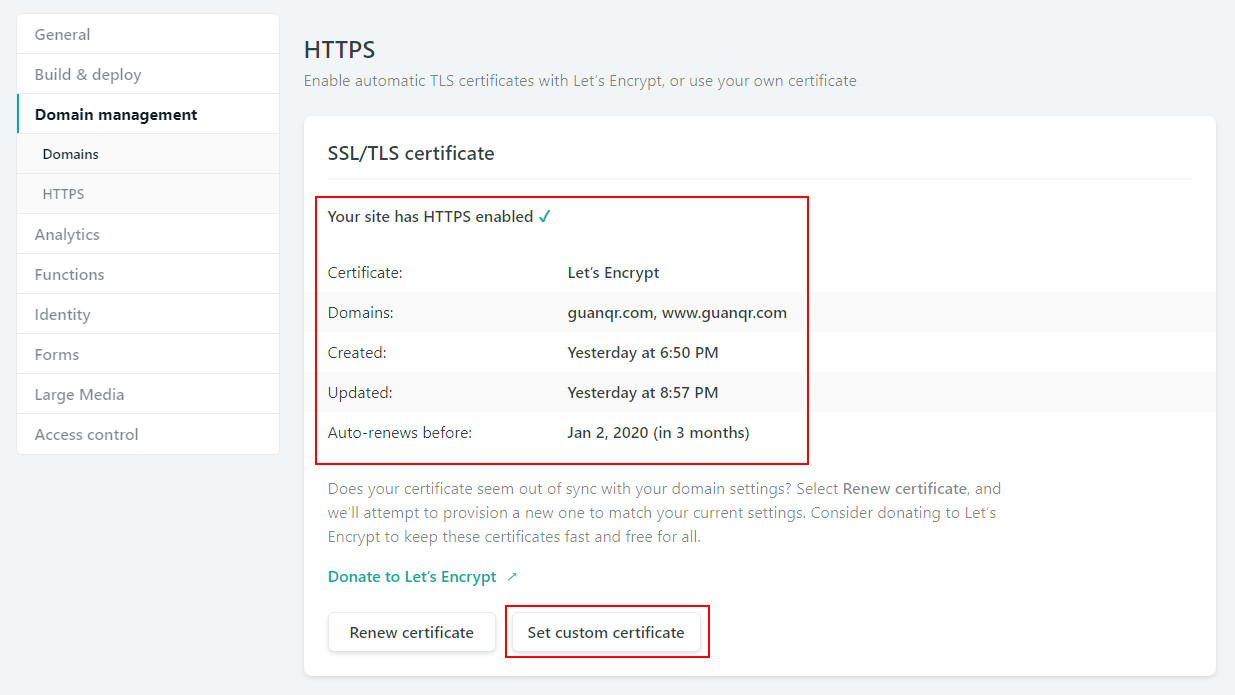 General
Build & deploy
Domain management
Domains
HTTPS
Analytics
Functions
Identity
Forms
Large Media
Access control
HTTPS
Enable automatic TLS certificates with Let's Encrypt, or use your own certificate
SSL/TLS certificate
Your site has HTTPS enabled ✓
Certificate: Let's Encrypt
Domains: guanqr.com, www.guanqr.com
Created: Yesterday at 6:50 PM
Updated: Yesterday at 8:57 PM
Auto-renews before: Jan 2, 2020 (in 3 months)
Does your certificate seem out of sync with your domain settings? Select Renew certificate, and
we'll attempt to provision a new one to match your current settings. Consider donating to Let's
Encrypt to keep these certificates fast and free for all.
Donate to Let's Encrypt ↗
Renew certificate Set custom certificate